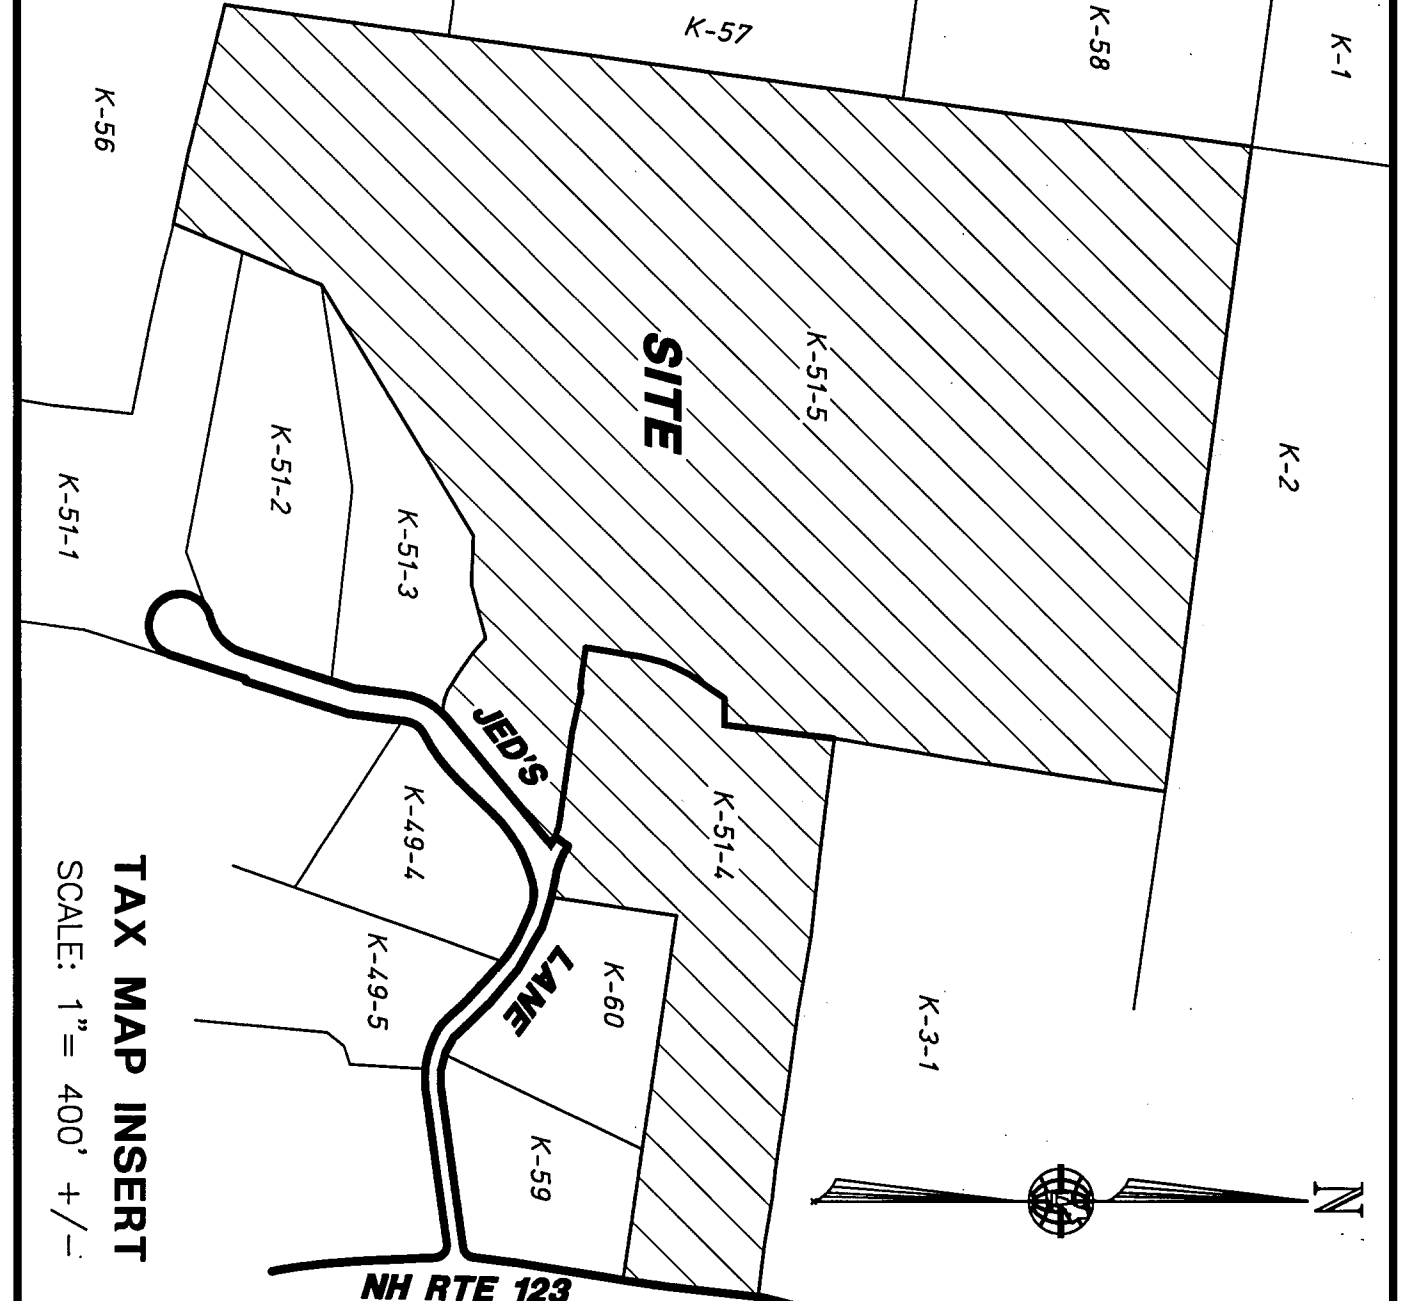 K-1
K-58
K-57
K-56
K-2
K-51-5
SITE
K-51-2
K-51-3
K-51-1
JED'S
LANE
K-51-4
K-49-4
K-49-5
K-60
K-3-1
K-59
NH RTE 123
N
TAX MAP INSERT
SCALE: 1"= 400' +/-